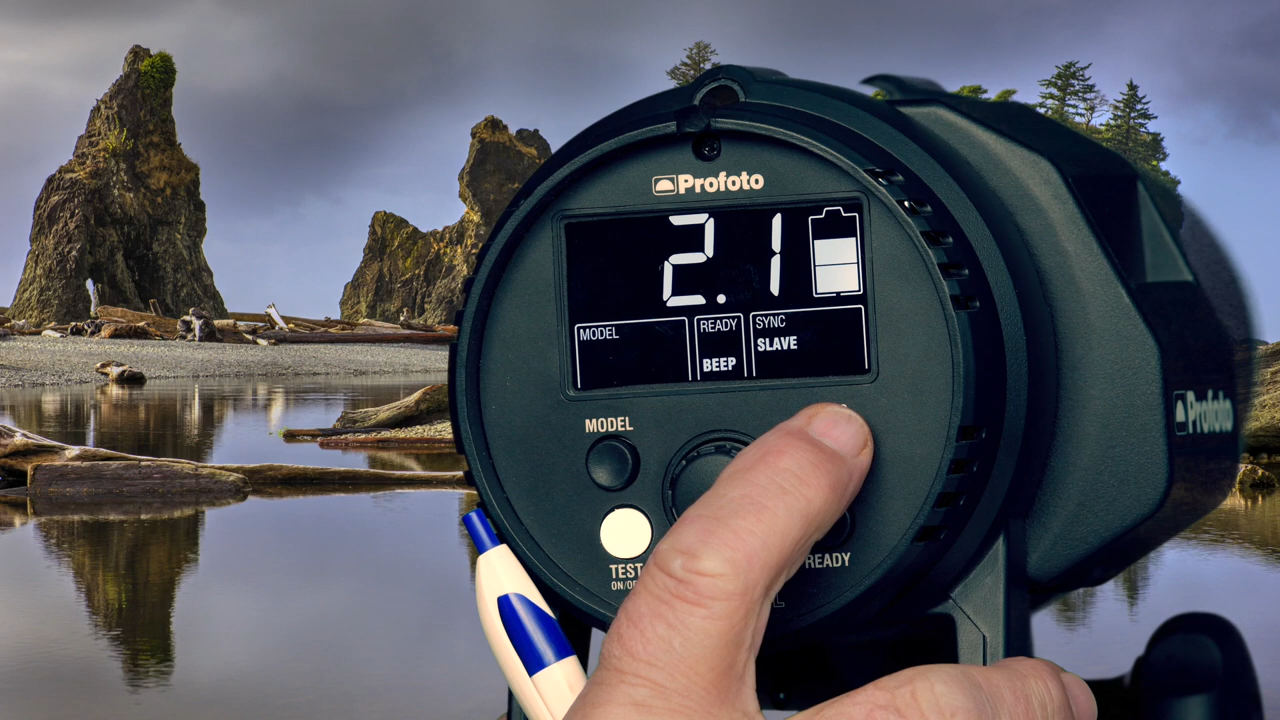 Profoto
2.1
MODEL
READY
SYNC
BEEP
SLAVE
MODEL
TEST
READY
Profoto